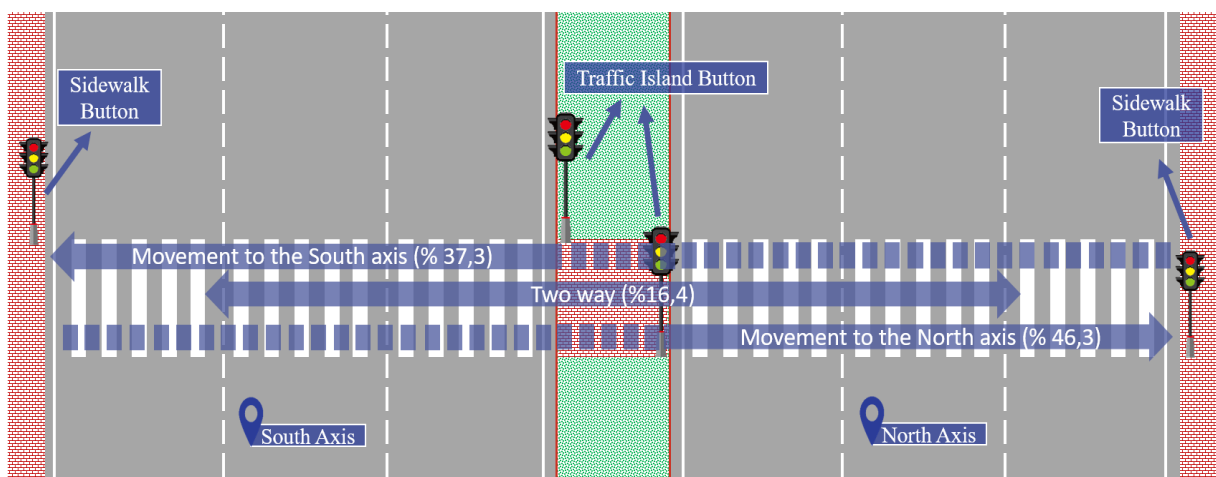 Sidewalk
Button
Traffic Island Button
Sidewalk
Button
Movement to the South axis (% 37,3)
Two way (%16,4)
Movement to the North axis (% 46,3)
South Axis
North Axis